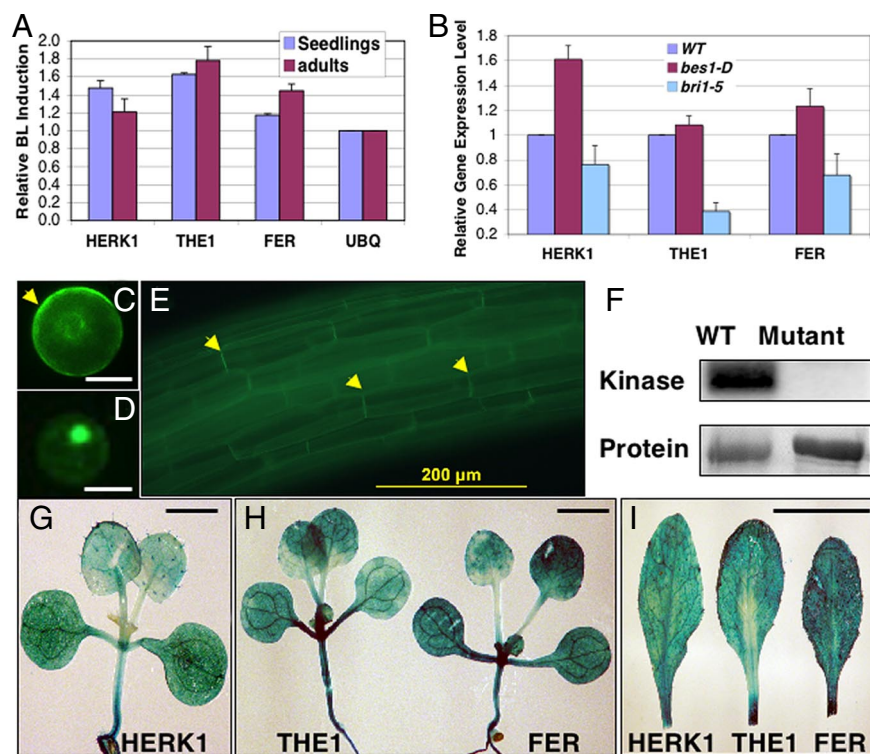 A
Relative BL Induction
2.0
1.8
1.6
1.4
1.2
1.0
0.8
0.6
0.4
0.2
0.0
Seedlings
adults
HERK1 THE1 FER UBQ
B
Relative Gene Expression Level
1.8
1.6
1.4
1.2
1
0.8
0.6
0.4
0.2
WT
bes1-D
bri1-5
HERK1 THE1 FER
C
D
E
200 µm
F
WT Mutant
Kinase
Protein
G
HERK1
H
THE1 FER
I
HERK1 THE1 FER